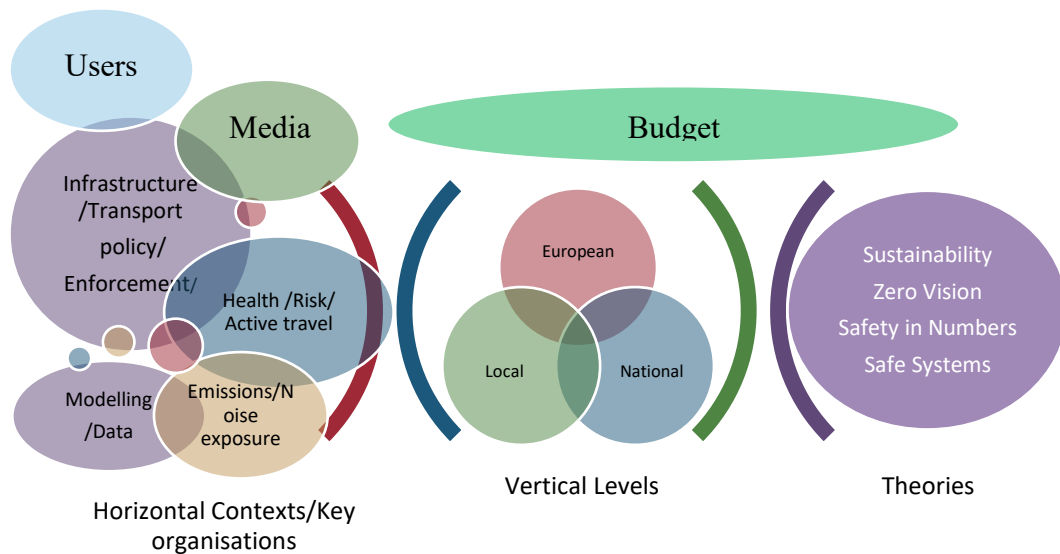 Users
Media
Budget
Infrastructure
/Transport
policy/
Enforcement/
Health /Risk/
Active travel
Modelling
/Data
Emissions/N
oise
exposure
Horizontal Contexts/Key
organisations
European
Local
National
Vertical Levels
Sustainability
Zero Vision
Safety in Numbers
Safe Systems
Theories